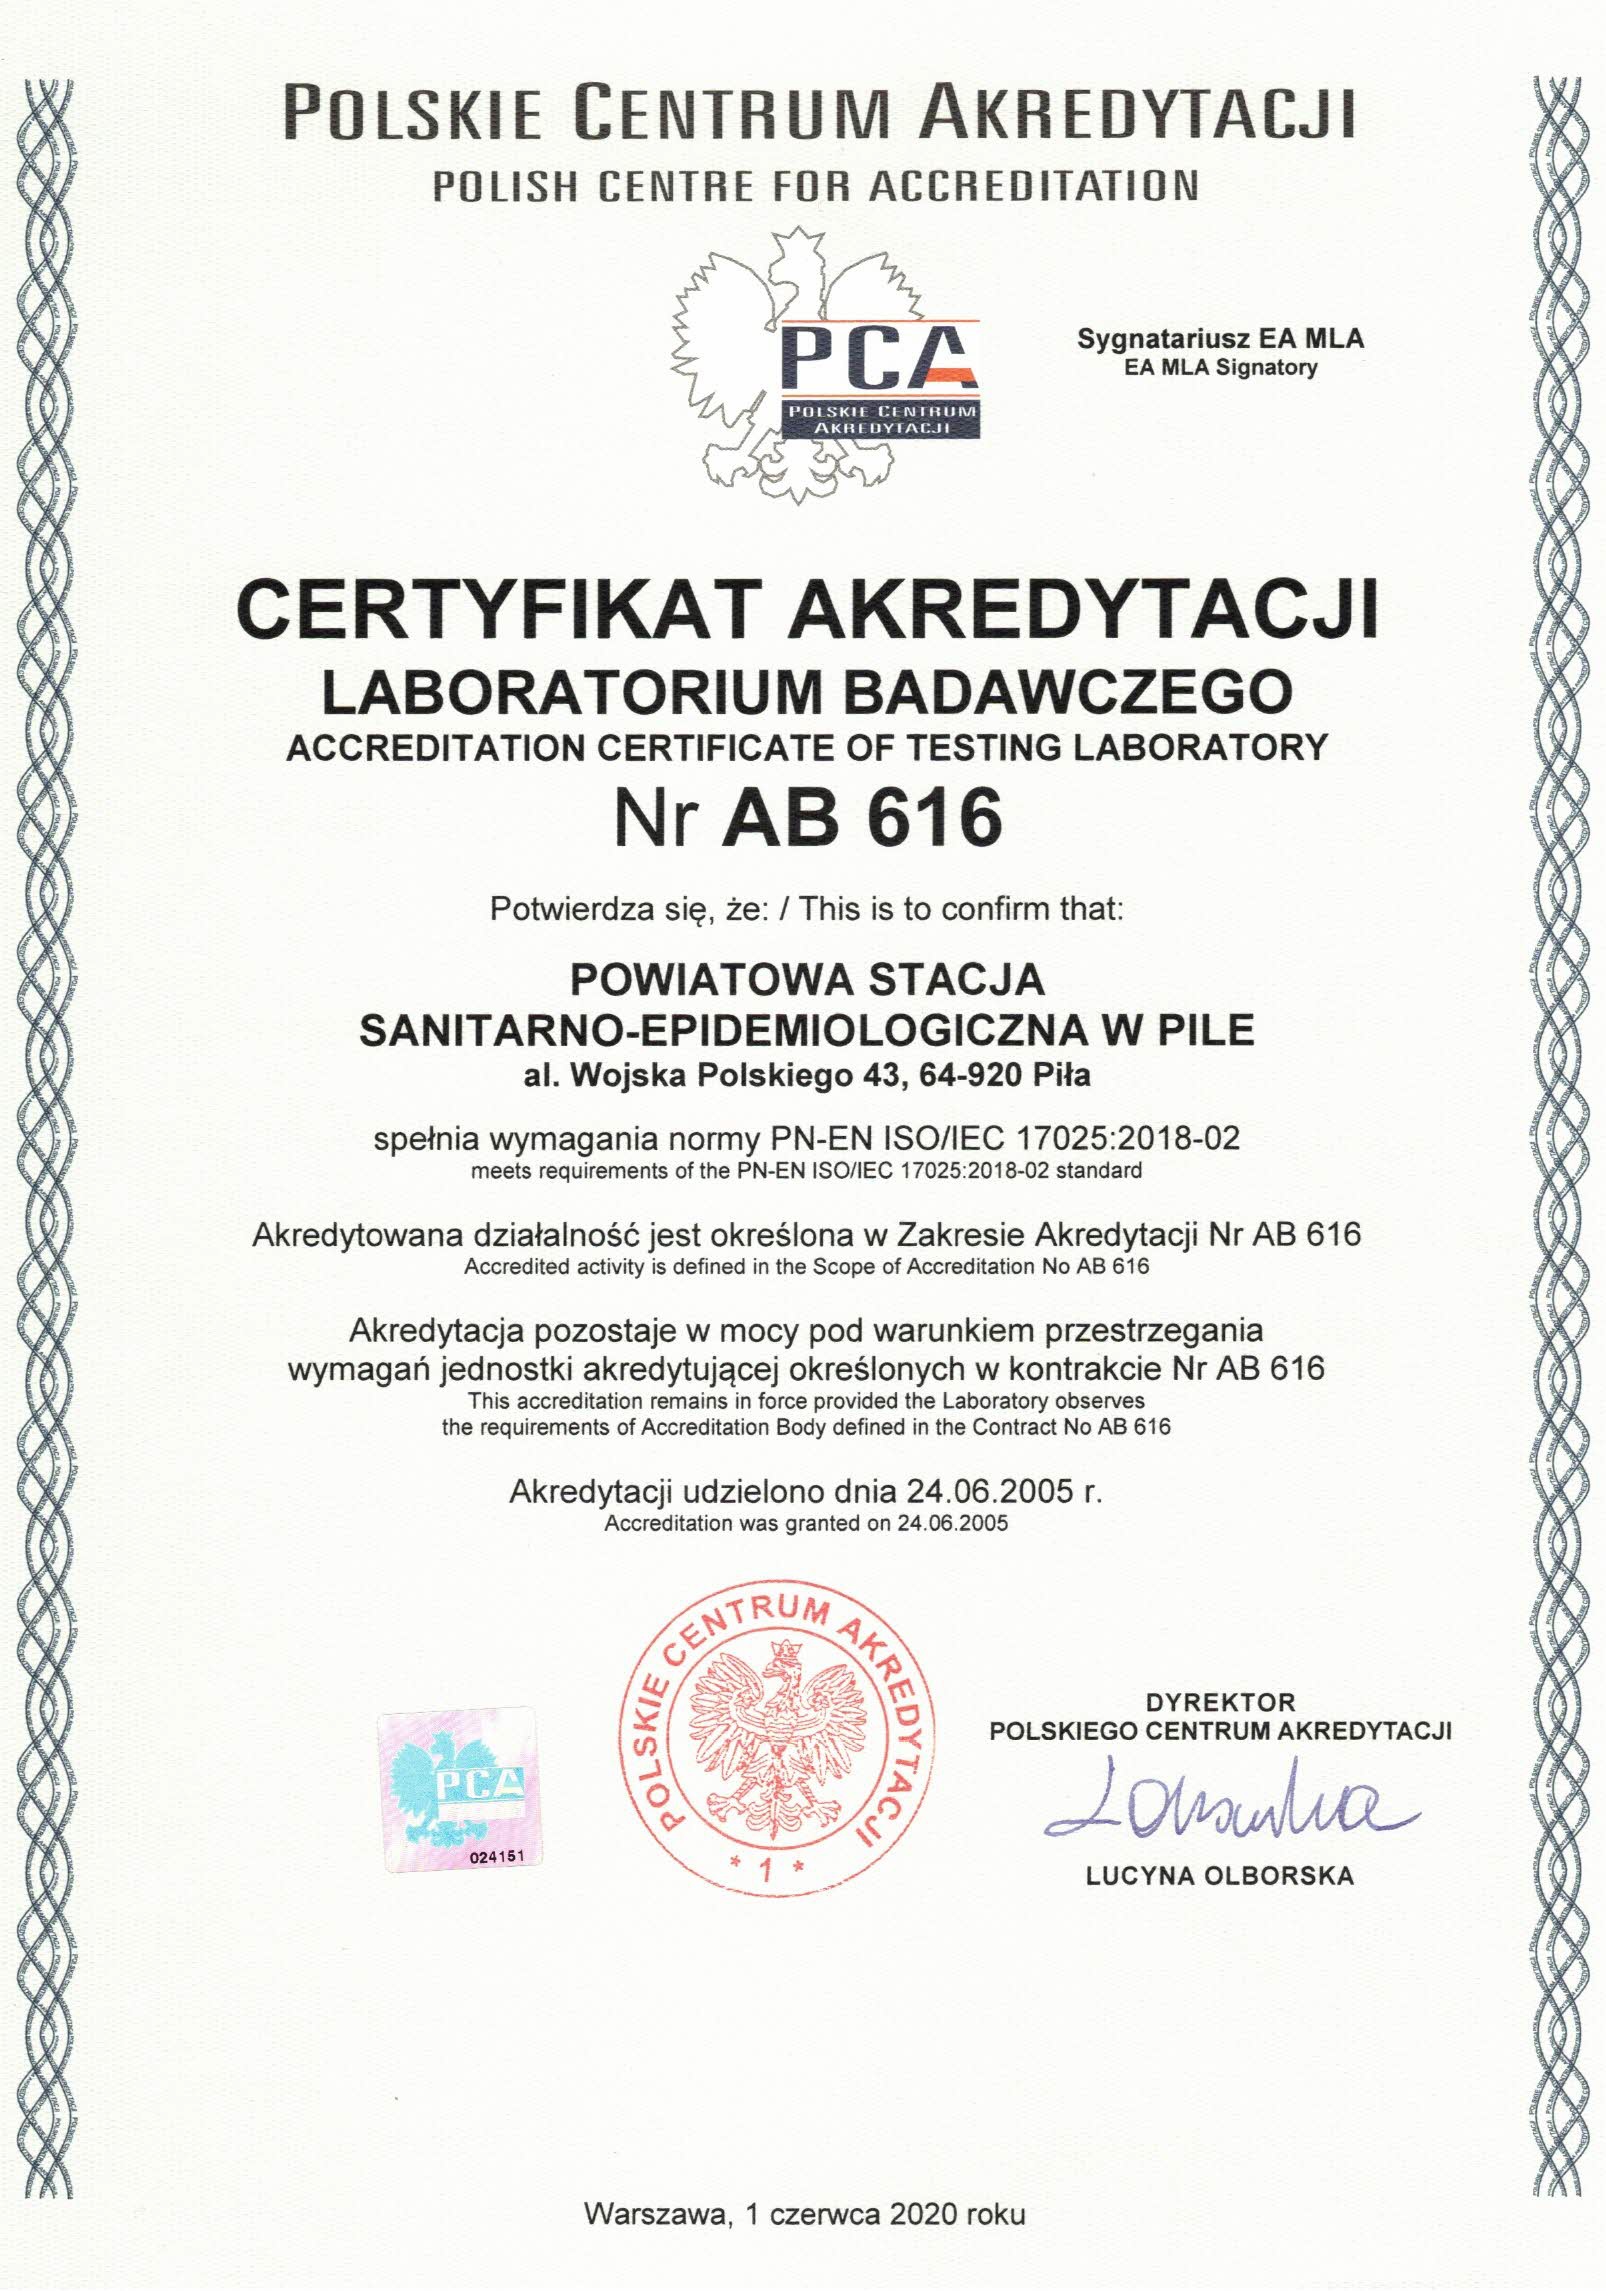 POLSKIE CENTRUM AKREDYTACJI
POLISH CENTRE FOR ACCREDITATION
PCA
POLSKIE CENTRUM
AKREDYTACJI
Sygnatariusz EA MLA
EA MLA Signatory
CERTYFIKAT AKREDYTACJI
LABORATORIUM BADAWCZEGO
ACCREDITATION CERTIFICATE OF TESTING LABORATORY
Nr AB 616
Potwierdza się, że: / This is to confirm that:
POWIATOWA STACJA
SANITARNO-EPIDEMIOLOGICZNA W PILE
al. Wojska Polskiego 43, 64-920 Piła
spełnia wymagania normy PN-EN ISO/IEC 17025:2018-02
meets requirements of the PN-EN ISO/IEC 17025:2018-02 standard
Akredytowana działalność jest określona w Zakresie Akredytacji Nr AB 616
Accredited activity is defined in the Scope of Accreditation No AB 616
Akredytacja pozostaje w mocy pod warunkiem przestrzegania
wymagań jednostki akredytującej określonych w kontrakcie Nr AB 616
This accreditation remains in force provided the Laboratory observes
the requirements of Accreditation Body defined in the Contract No AB 616
Akredytacji udzielono dnia 24.06.2005 r.
Accreditation was granted on 24.06.2005
POLSKIE CENTRUM AKREDYTACJI
* 1 *
PCA
024151
DYREKTOR
POLSKIEGO CENTRUM AKREDYTACJI
LUCYNA OLBORSKA
Warszawa, 1 czerwca 2020 roku